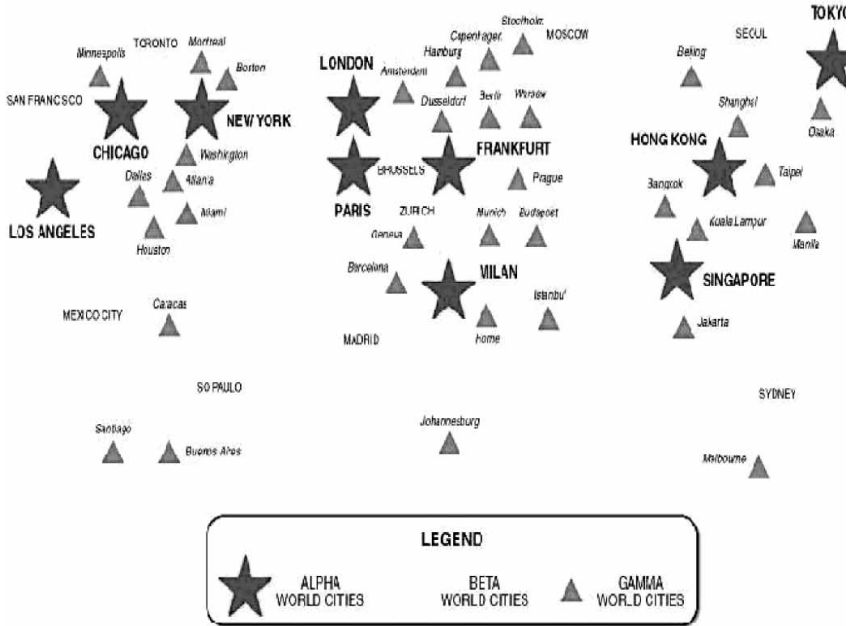 TOKYO
Stockholm
Copenhagen
MOSCOW
SEOUL
Montreal
TORONTO
Minneapolis
Hamburg
Beijing
LONDON
Boston
Amsterdam
SAN FRANCISCO
Dusseldorf
Berlin
Warsaw
Shanghai
Osaka
NEW YORK
HONG KONG
CHICAGO
FRANKFURT
Washington
Dallas
Atlanta
BRUSSELS
Prague
Taipei
Bangkok
PARIS
ZURICH
Miami
LOS ANGELES
Geneva
Munich
Budapest
Kuala Lumpur
Manila
Houston
Barcelona
MILAN
SINGAPORE
Istanbul
Caracas
MEXICO CITY
Jakarta
MADRID
Rome
SO PAULO
SYDNEY
Johannesburg
Santiago
Buenos Aires
Melbourne
LEGEND
ALPHA
WORLD CITIES
BETA
WORLD CITIES
GAMMA
WORLD CITIES